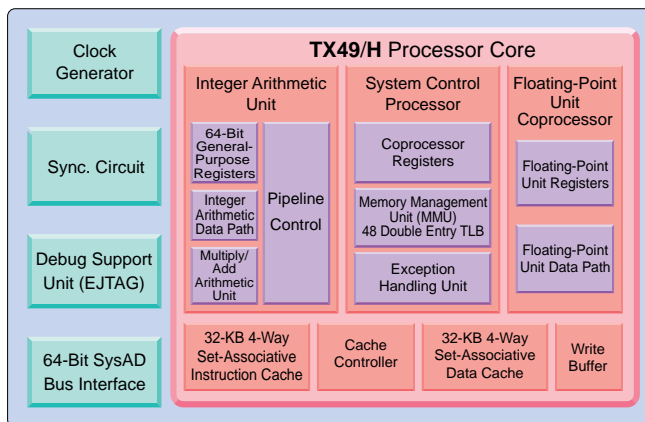 Clock
Generator
Sync. Circuit
Debug Support
Unit (EJTAG)
64-Bit SysAD
Bus Interface
TX49/H Processor Core
Integer Arithmetic
Unit
64-Bit
General-
Purpose
Registers
Integer
Arithmetic
Data Path
Multiply/
Add
Arithmetic
Unit
Pipeline
Control
System Control
Processor
Coprocessor
Registers
Memory Management
Unit (MMU)
48 Double Entry TLB
Exception
Handling Unit
Floating-Point
Unit
Coprocessor
Floating-Point
Unit Registers
Floating-Point
Unit Data Path
32-KB 4-Way
Set-Associative
Instruction Cache
Cache
Controller
32-KB 4-Way
Set-Associative
Data Cache
Write
Buffer